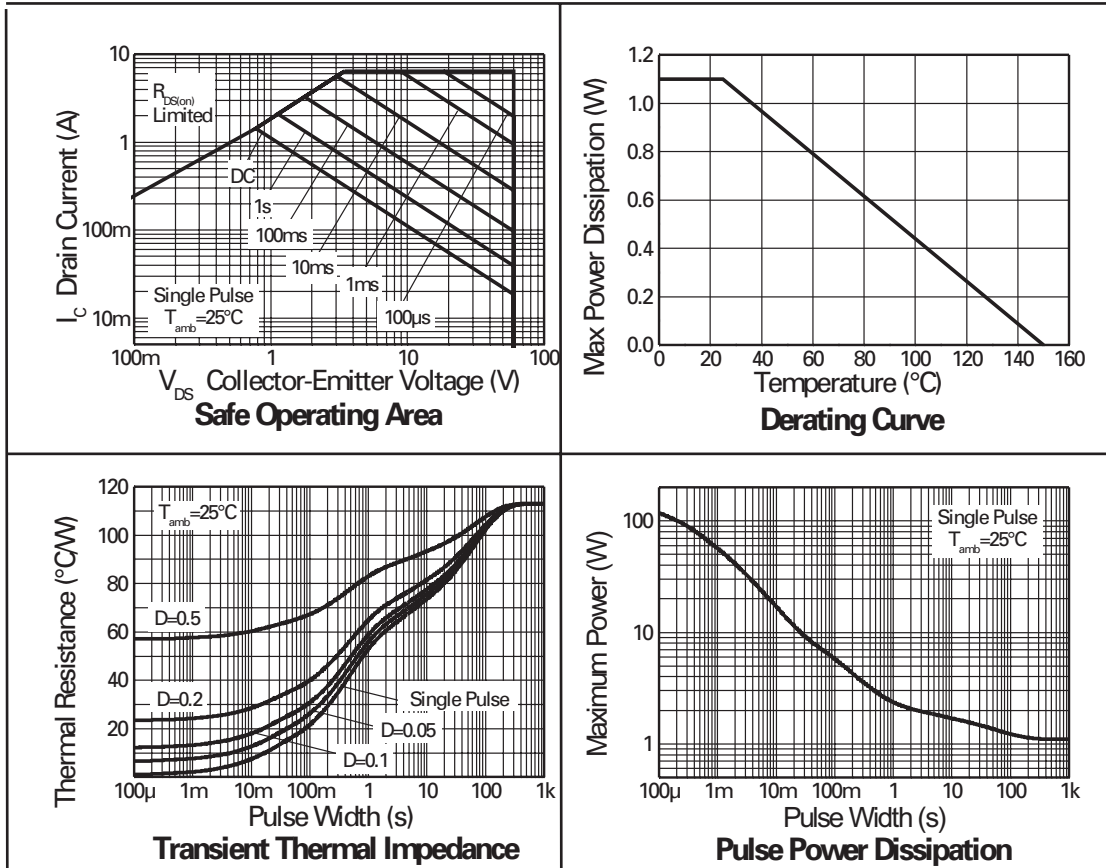 10
1
100m
10m
I_C Drain Current (A)
R_DS(on)
Limited
DC
1s
100ms
10ms
1ms
100µs
Single Pulse
T_amb=25°C
100m 1 10 100
V_DS Collector-Emitter Voltage (V)
Safe Operating Area
1.2
1.0
0.8
0.6
0.4
0.2
0.0
Max Power Dissipation (W)
0 20 40 60 80 100 120 140 160
Temperature (°C)
Derating Curve
120
100
80
60
40
20
Thermal Resistance (°C/W)
T_amb=25°C
D=0.5
D=0.2
Single Pulse
D=0.05
D=0.1
100µ 1m 10m 100m 1 10 100 1k
Pulse Width (s)
Transient Thermal Impedance
100
10
1
Maximum Power (W)
Single Pulse
T_amb=25°C
100µ 1m 10m 100m 1 10 100 1k
Pulse Width (s)
Pulse Power Dissipation